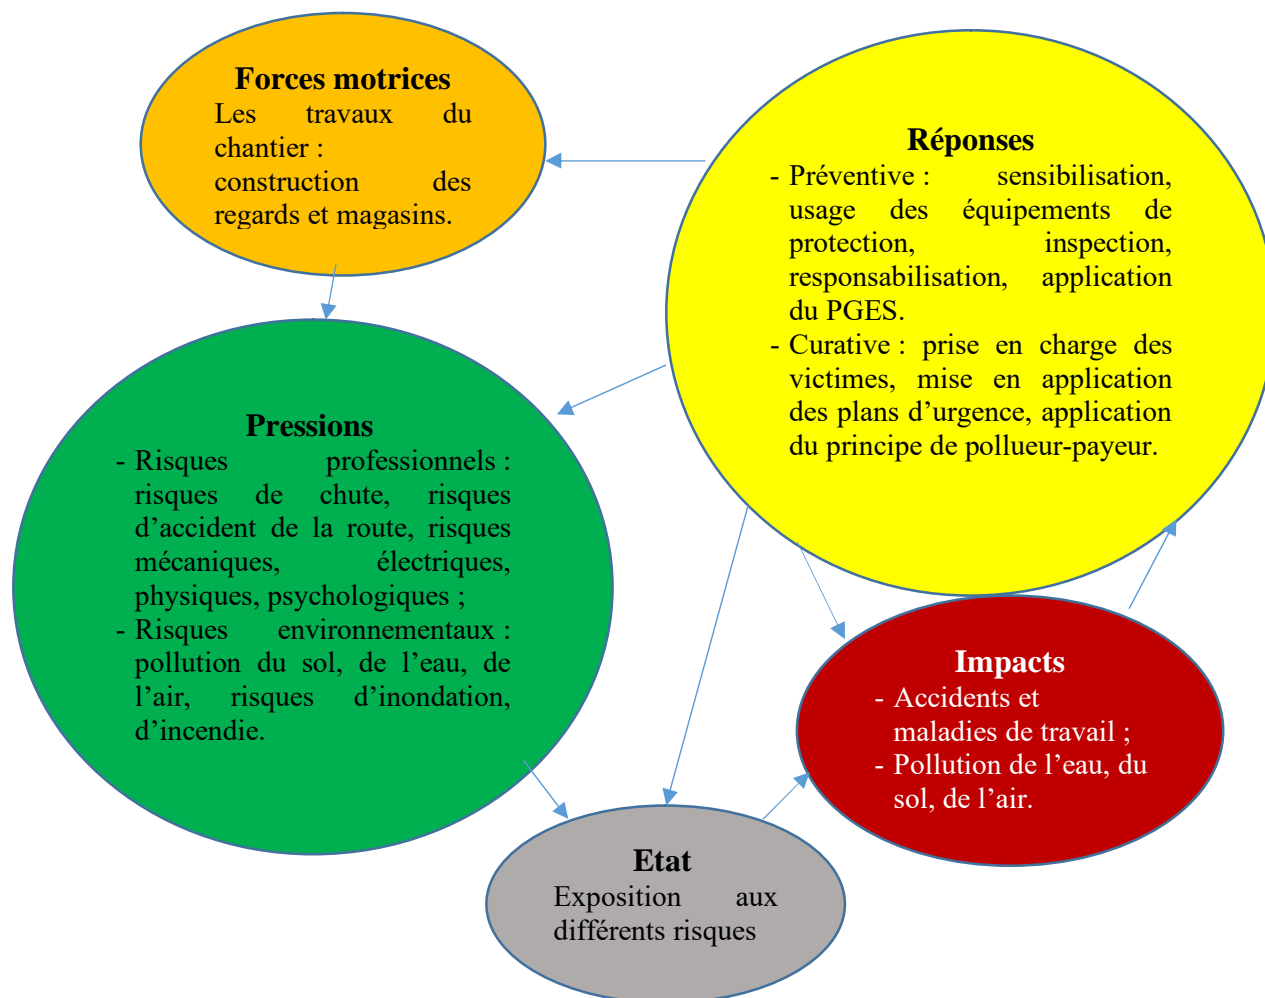 Forces motrices
Les travaux du
chantier :
construction des
regards et magasins.
Réponses
- Préventive : sensibilisation,
usage des équipements de
protection, inspection,
responsabilisation, application
du PGES.
- Curative : prise en charge des
victimes, mise en application
des plans d’urgence, application
du principe de pollueur-payeur.
Pressions
- Risques professionnels :
risques de chute, risques
d’accident de la route, risques
mécaniques, électriques,
physiques, psychologiques ;
- Risques environnementaux :
pollution du sol, de l’eau, de
l’air, risques d’inondation,
d’incendie.
Impacts
- Accidents et
maladies de travail ;
- Pollution de l’eau, du
sol, de l’air.
Etat
Exposition aux
différents risques